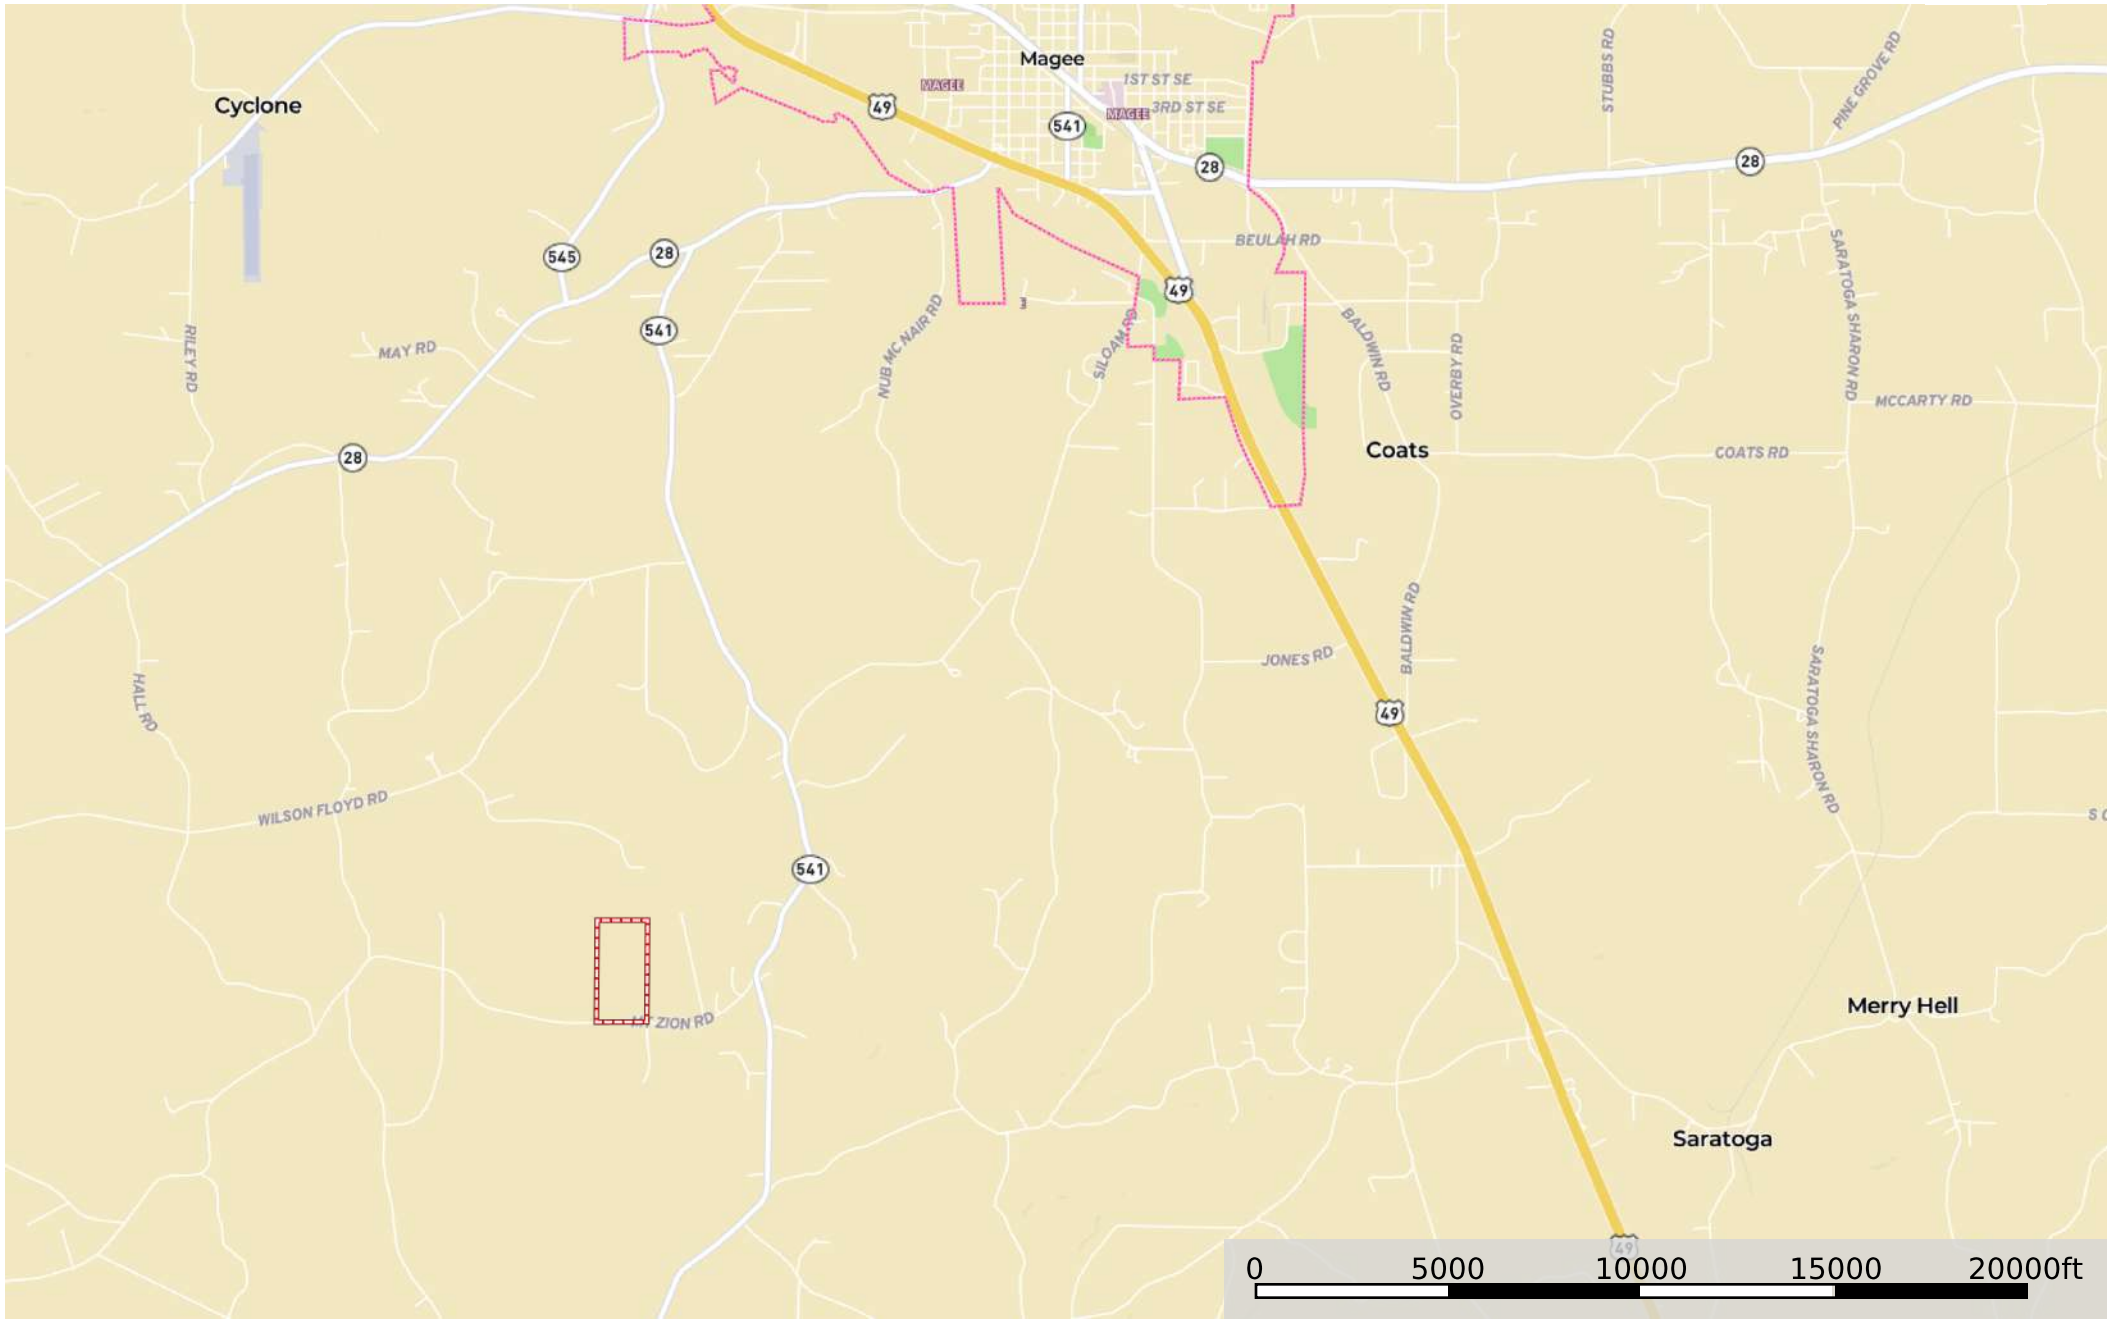 Magee
STUBBS RD
PINE GROVE RD
1ST ST SE
MAGEE
Cyclone
49
3RD ST SE
MAGEE
541
28
28
BEULAH RD
545
28
49
SARATOGA SHARON RD
541
NUB MC NAIR RD
SILOAM RD
BALDWIN RD
OVERBY RD
RILEY RD
MAY RD
MCCARTY RD
Coats
COATS RD
28
BALDWIN RD
JONES RD
HALL RD
49
SARATOGA SHARON RD
WILSON FLOYD RD
541
Merry Hell
MT ZION RD
Saratoga
49
0 5000 10000 15000 20000ft